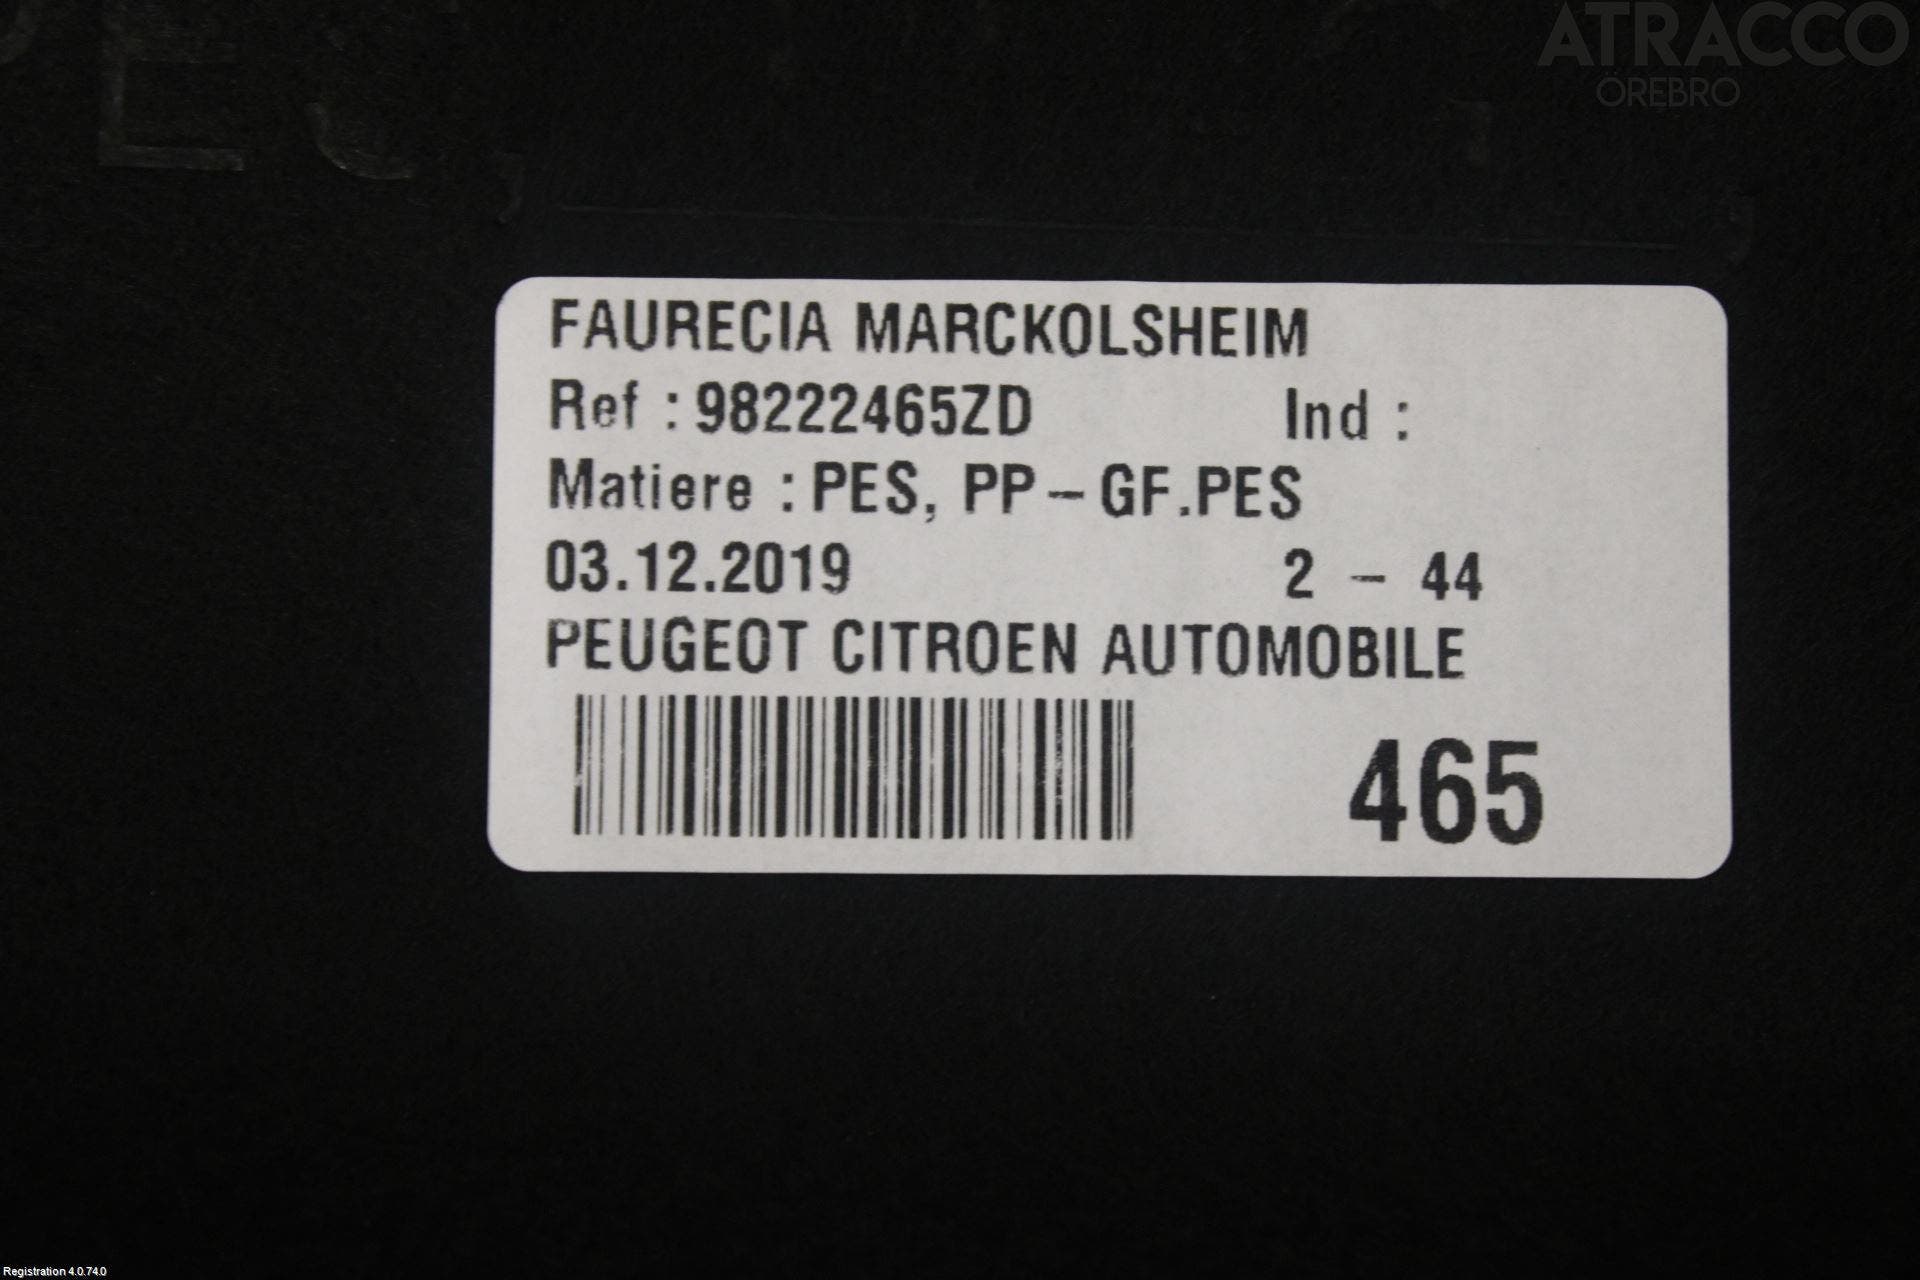 ATRACCO
ÖREBRO
FAURECIA MARCKOLSHEIM
Ref : 98222465ZD Ind :
Matiere : PES, PP-GF.PES
03.12.2019 2 - 44
PEUGEOT CITROEN AUTOMOBILE
465
Registration 4.0.74.0